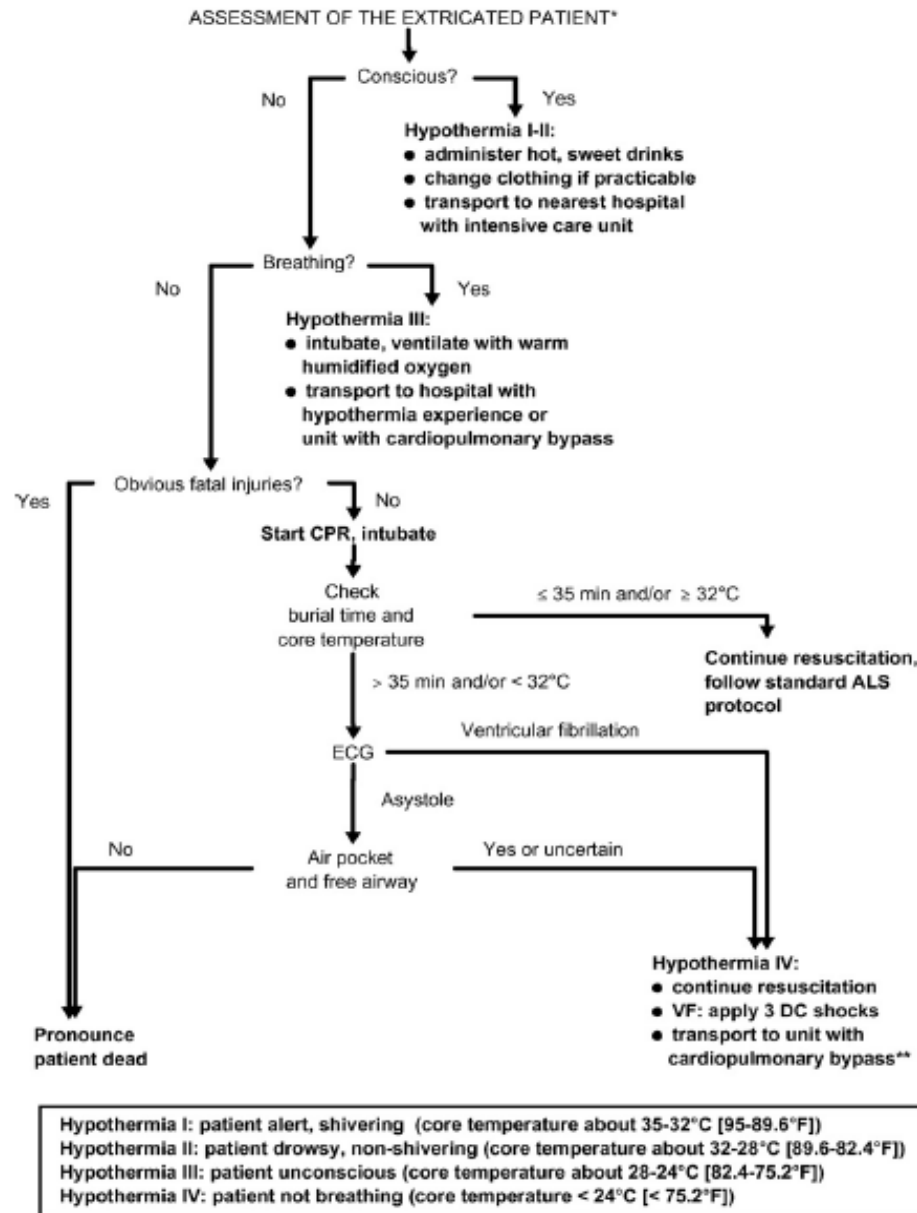 ASSESSMENT OF THE EXTRICATED PATIENT*
Conscious?
No
Yes
Hypothermia I-II:
● administer hot, sweet drinks
● change clothing if practicable
● transport to nearest hospital
with intensive care unit
Breathing?
No
Yes
Hypothermia III:
● intubate, ventilate with warm
humidified oxygen
● transport to hospital with
hypothermia experience or
unit with cardiopulmonary bypass
Obvious fatal injuries?
Yes
No
Start CPR, intubate
Check
burial time and
core temperature
≤ 35 min and/or ≥ 32°C
Continue resuscitation,
follow standard ALS
protocol
> 35 min and/or < 32°C
ECG
Ventricular fibrillation
Asystole
No
Air pocket
and free airway
Yes or uncertain
Hypothermia IV:
● continue resuscitation
● VF: apply 3 DC shocks
● transport to unit with
cardiopulmonary bypass**
Pronounce
patient dead
Hypothermia I: patient alert, shivering (core temperature about 35-32°C [95-89.6°F])
Hypothermia II: patient drowsy, non-shivering (core temperature about 32-28°C [89.6-82.4°F])
Hypothermia III: patient unconscious (core temperature about 28-24°C [82.4-75.2°F])
Hypothermia IV: patient not breathing (core temperature < 24°C [< 75.2°F])